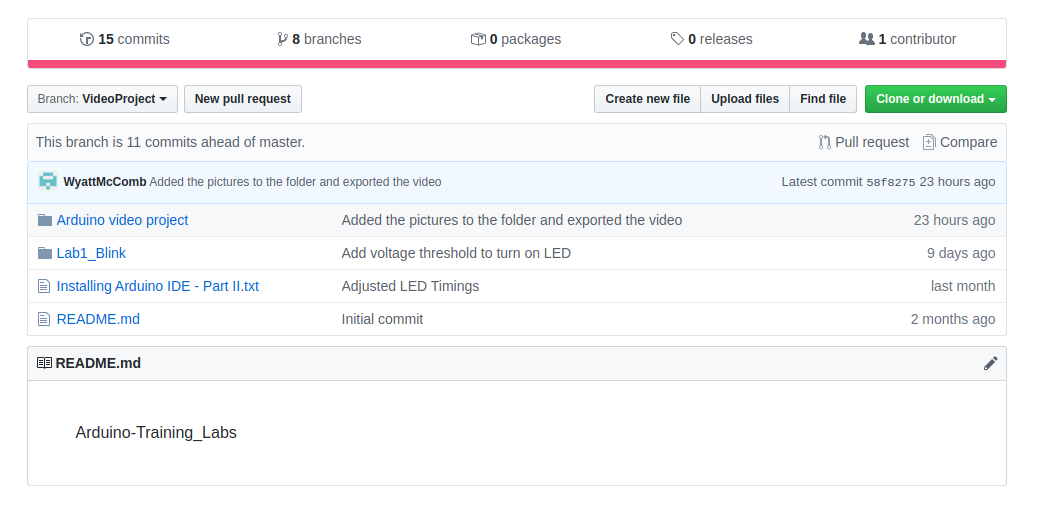 15 commits 8 branches 0 packages 0 releases 1 contributor
Branch: VideoProject New pull request Create new file Upload files Find file Clone or download
This branch is 11 commits ahead of master. Pull request Compare
WyattMcComb Added the pictures to the folder and exported the video Latest commit 58f8275 23 hours ago
Arduino video project Added the pictures to the folder and exported the video 23 hours ago
Lab1_Blink Add voltage threshold to turn on LED 9 days ago
Installing Arduino IDE - Part II.txt Adjusted LED Timings last month
README.md Initial commit 2 months ago
README.md
Arduino-Training_Labs